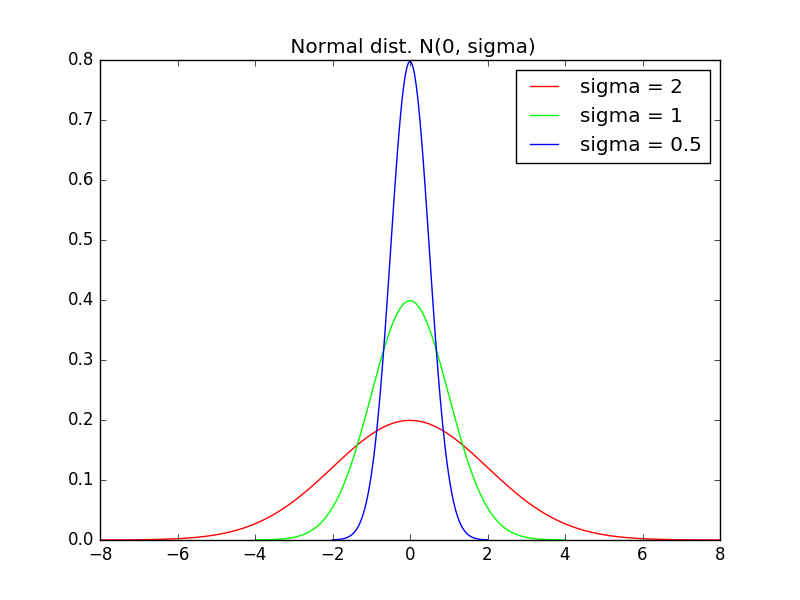 Normal dist. N(0, sigma)
sigma = 2
sigma = 1
sigma = 0.5
0.8
0.7
0.6
0.5
0.4
0.3
0.2
0.1
0.0
−8 −6 −4 −2 0 2 4 6 8